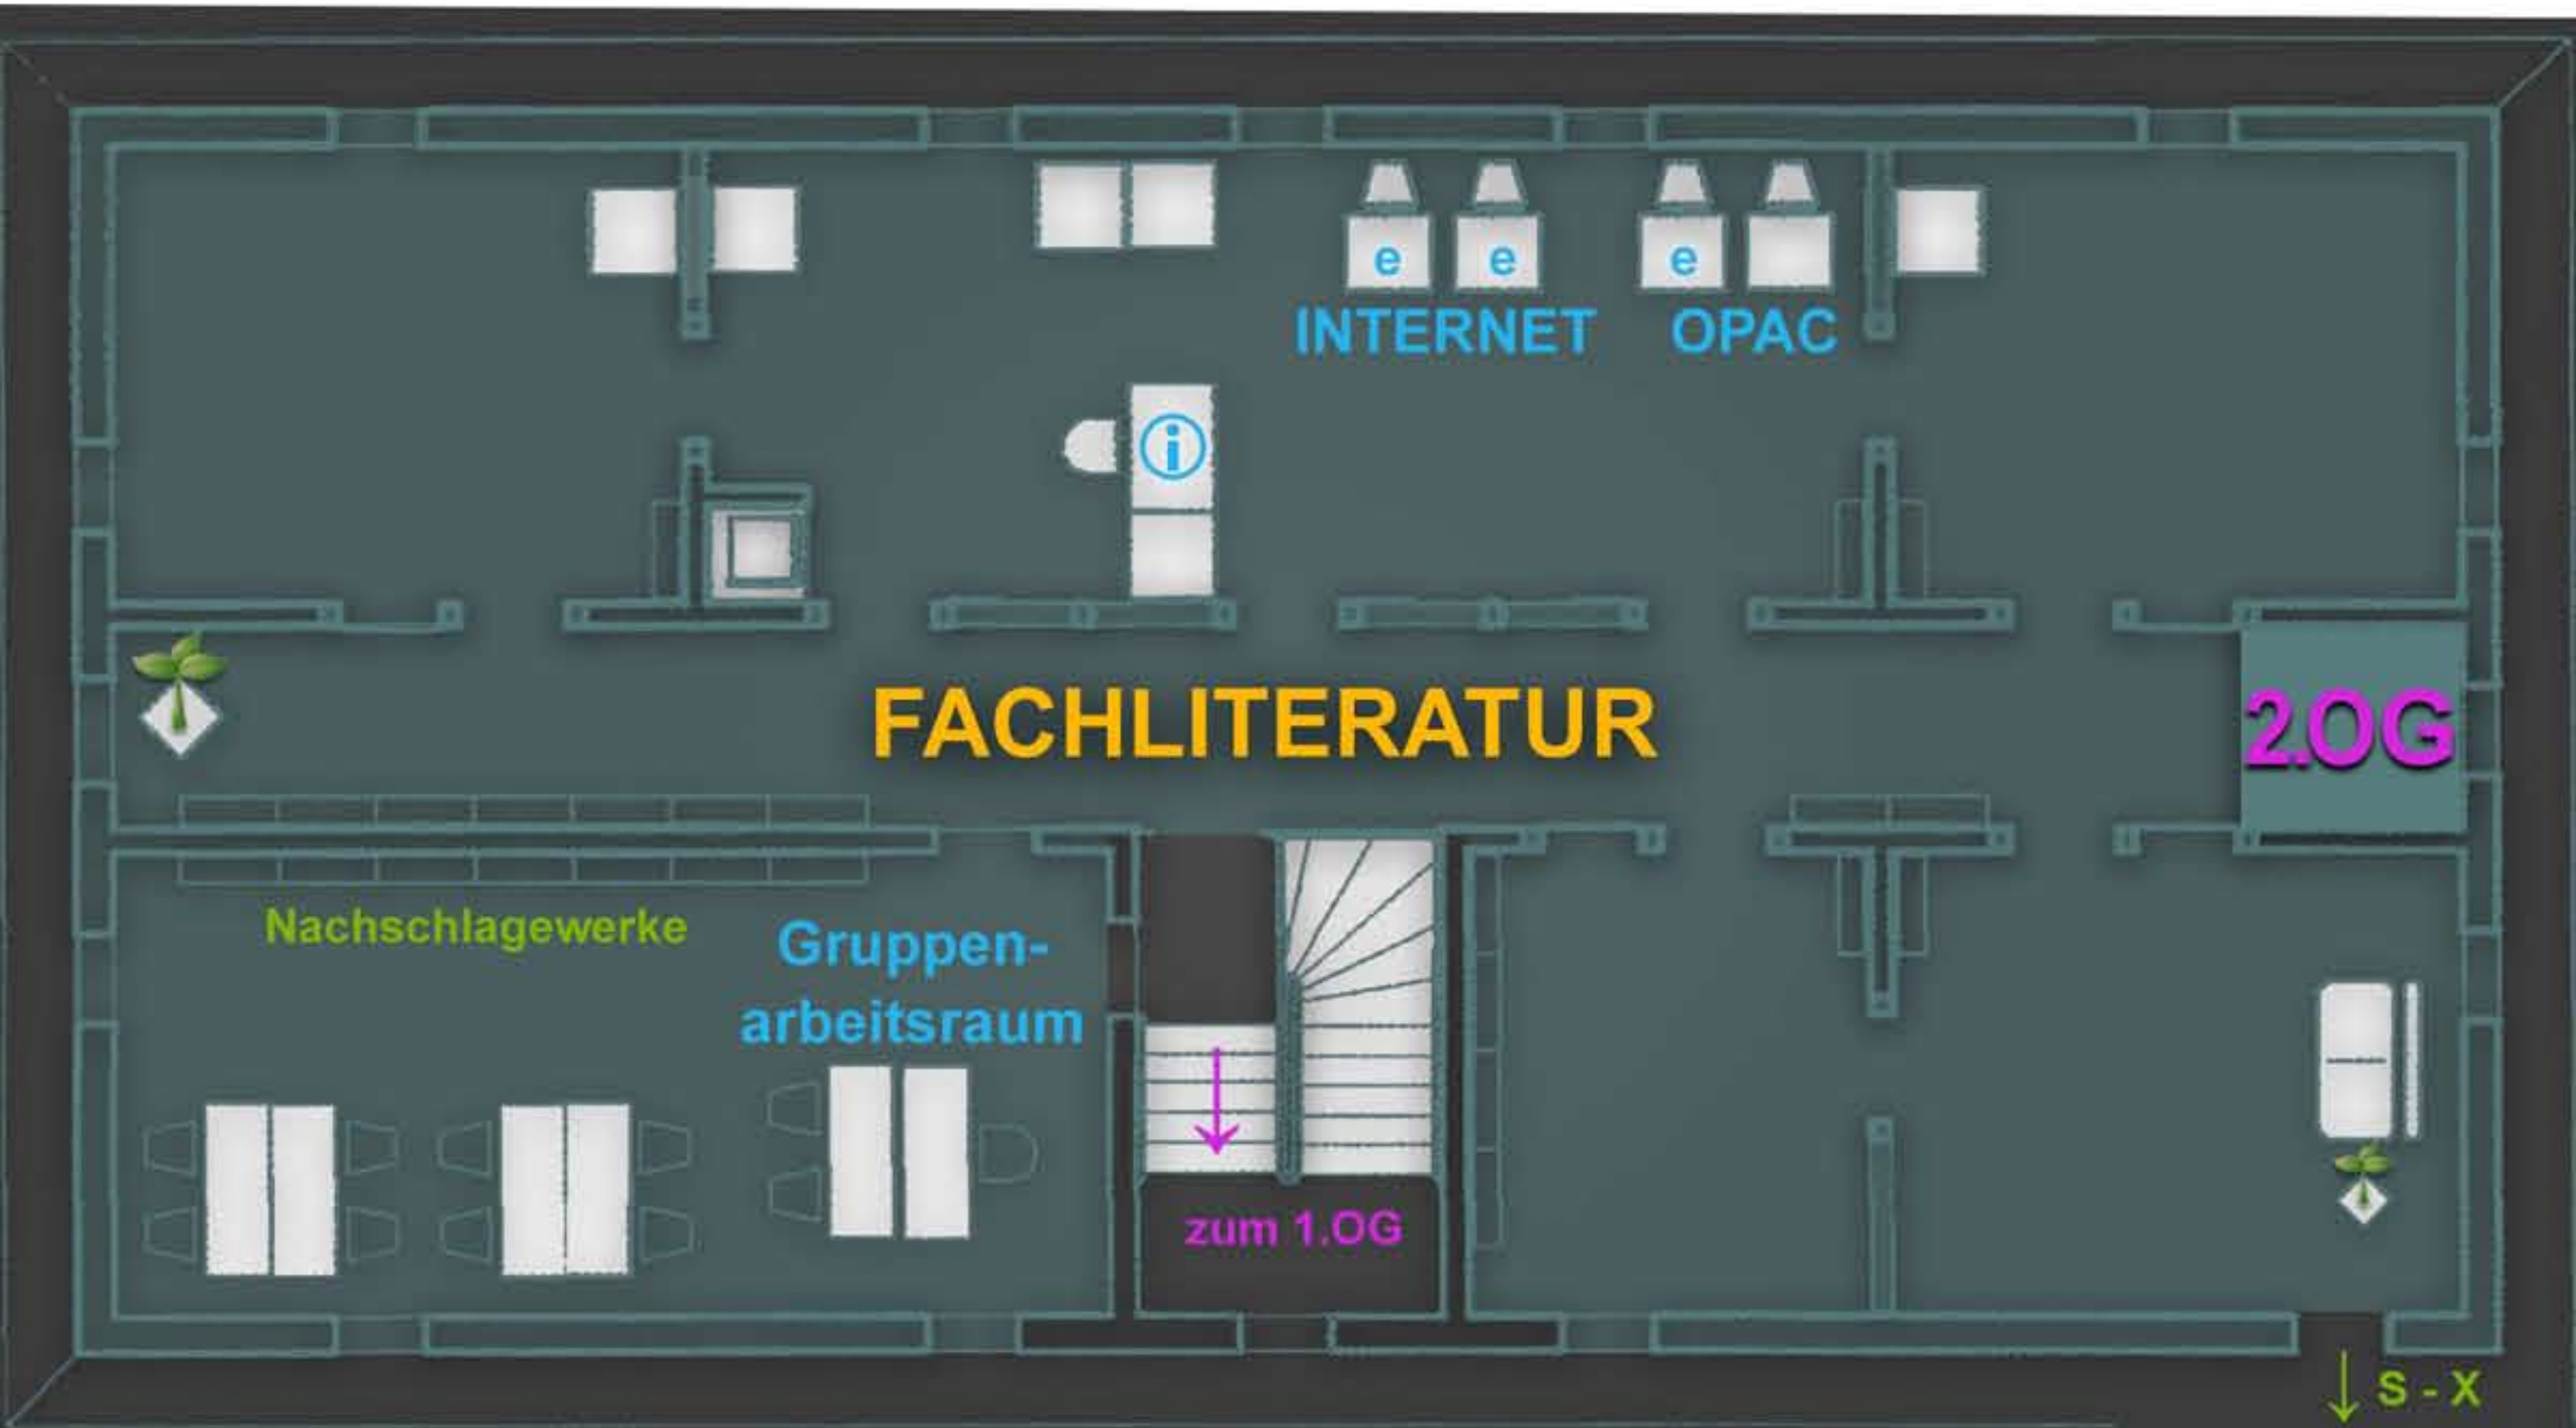 e e e
INTERNET OPAC
i
FACHLITERATUR
2.OG
Nachschlagewerke
Gruppen-
arbeitsraum
zum 1.OG
S - X